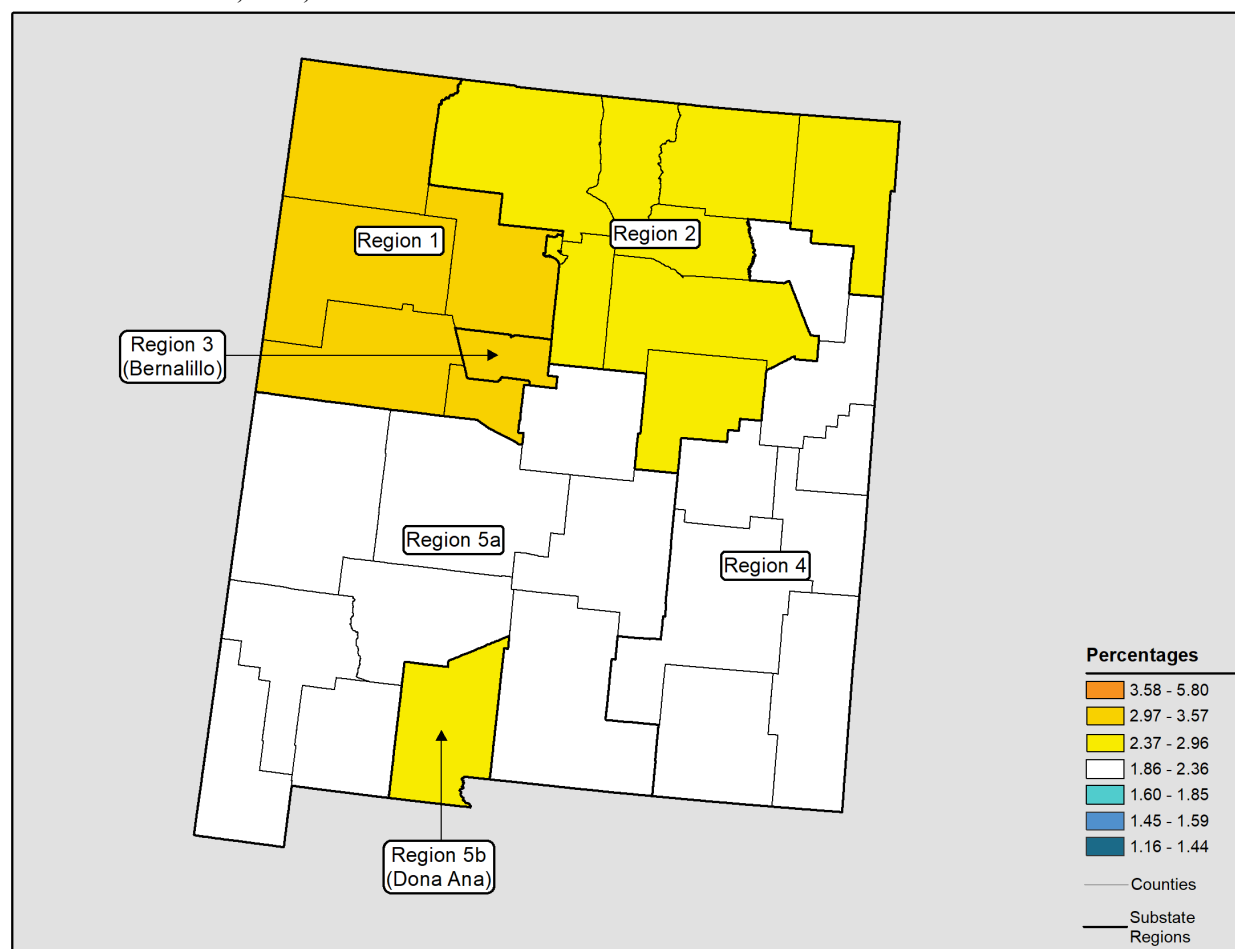 Region 1
Region 2
Region 3
(Bernalillo)
Region 5a
Region 4
Region 5b
(Dona Ana)
Percentages
3.58 - 5.80
2.97 - 3.57
2.37 - 2.96
1.86 - 2.36
1.60 - 1.85
1.45 - 1.59
1.16 - 1.44
Counties
Substate
Regions